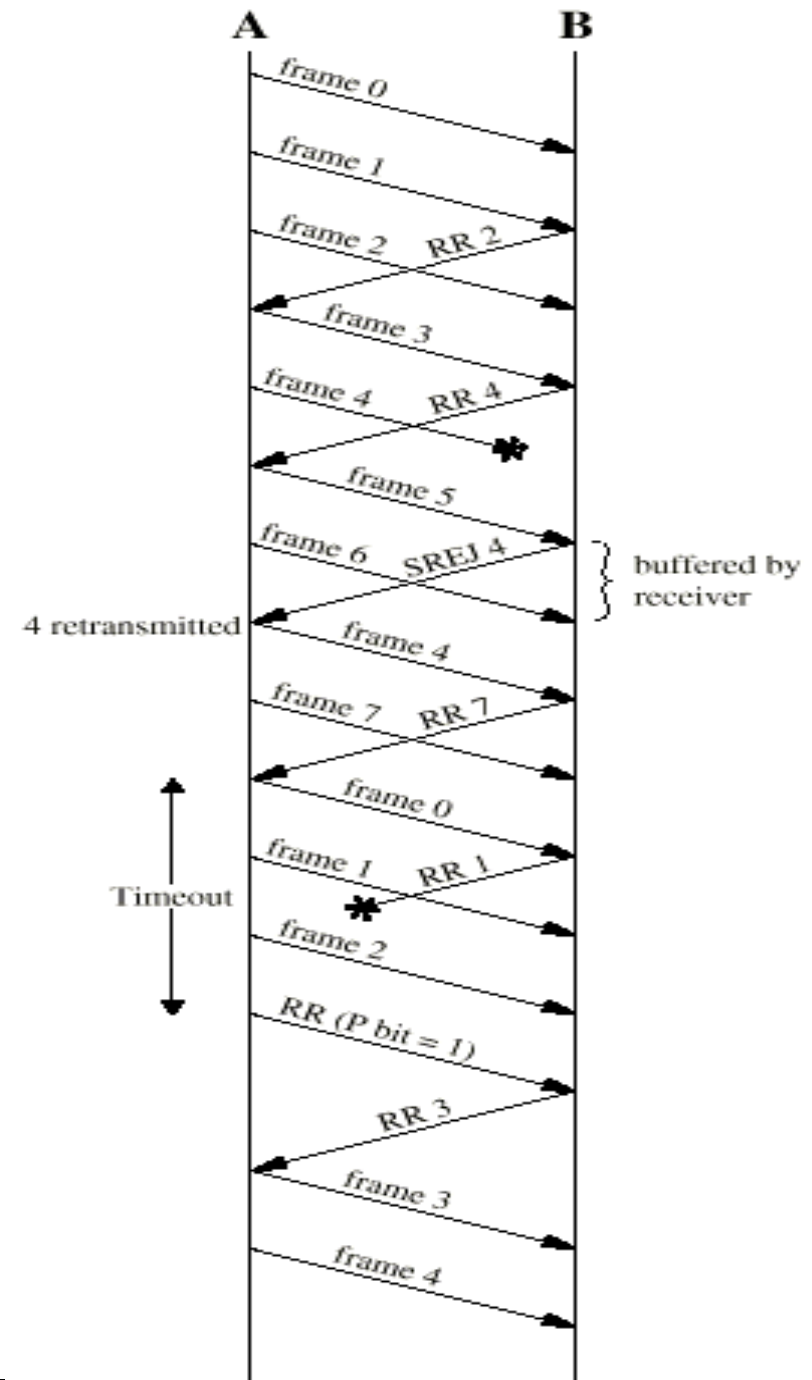 A
B
frame 0
frame 1
frame 2
RR 2
frame 3
frame 4
RR 4
frame 5
frame 6
SREJ 4
buffered by
receiver
4 retransmitted
frame 4
frame 7
RR 7
frame 0
frame 1
RR 1
Timeout
frame 2
RR (P bit = 1)
RR 3
frame 3
frame 4